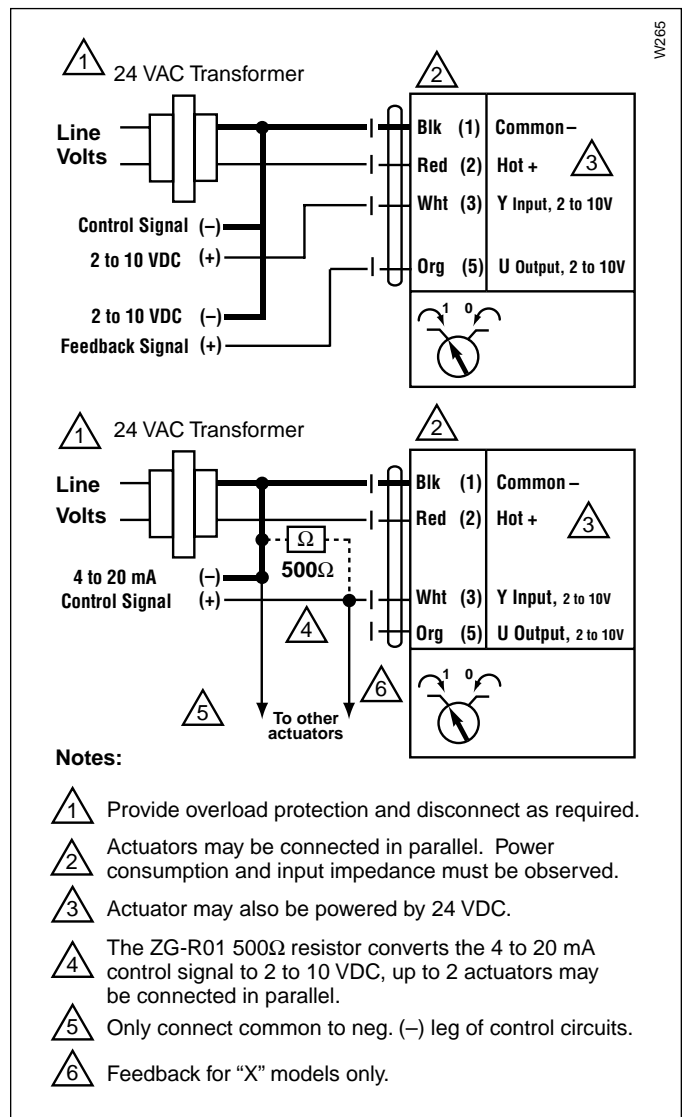 W265
1 24 VAC Transformer 2
Line
Volts
Blk (1) Common –
Red (2) Hot + 3
Wht (3) Y Input, 2 to 10V
Control Signal (–)
2 to 10 VDC (+)
Org (5) U Output, 2 to 10V
2 to 10 VDC (–)
Feedback Signal (+)
1 0
1 24 VAC Transformer 2
Line
Volts
Blk (1) Common –
Red (2) Hot + 3
Ω
500Ω
4 to 20 mA (–)
Control Signal (+)
Wht (3) Y Input, 2 to 10V
4
Org (5) U Output, 2 to 10V
5
To other
actuators
6
1 0
Notes:
1 Provide overload protection and disconnect as required.
2 Actuators may be connected in parallel. Power
consumption and input impedance must be observed.
3 Actuator may also be powered by 24 VDC.
4 The ZG-R01 500Ω resistor converts the 4 to 20 mA
control signal to 2 to 10 VDC, up to 2 actuators may
be connected in parallel.
5 Only connect common to neg. (–) leg of control circuits.
6 Feedback for “X” models only.